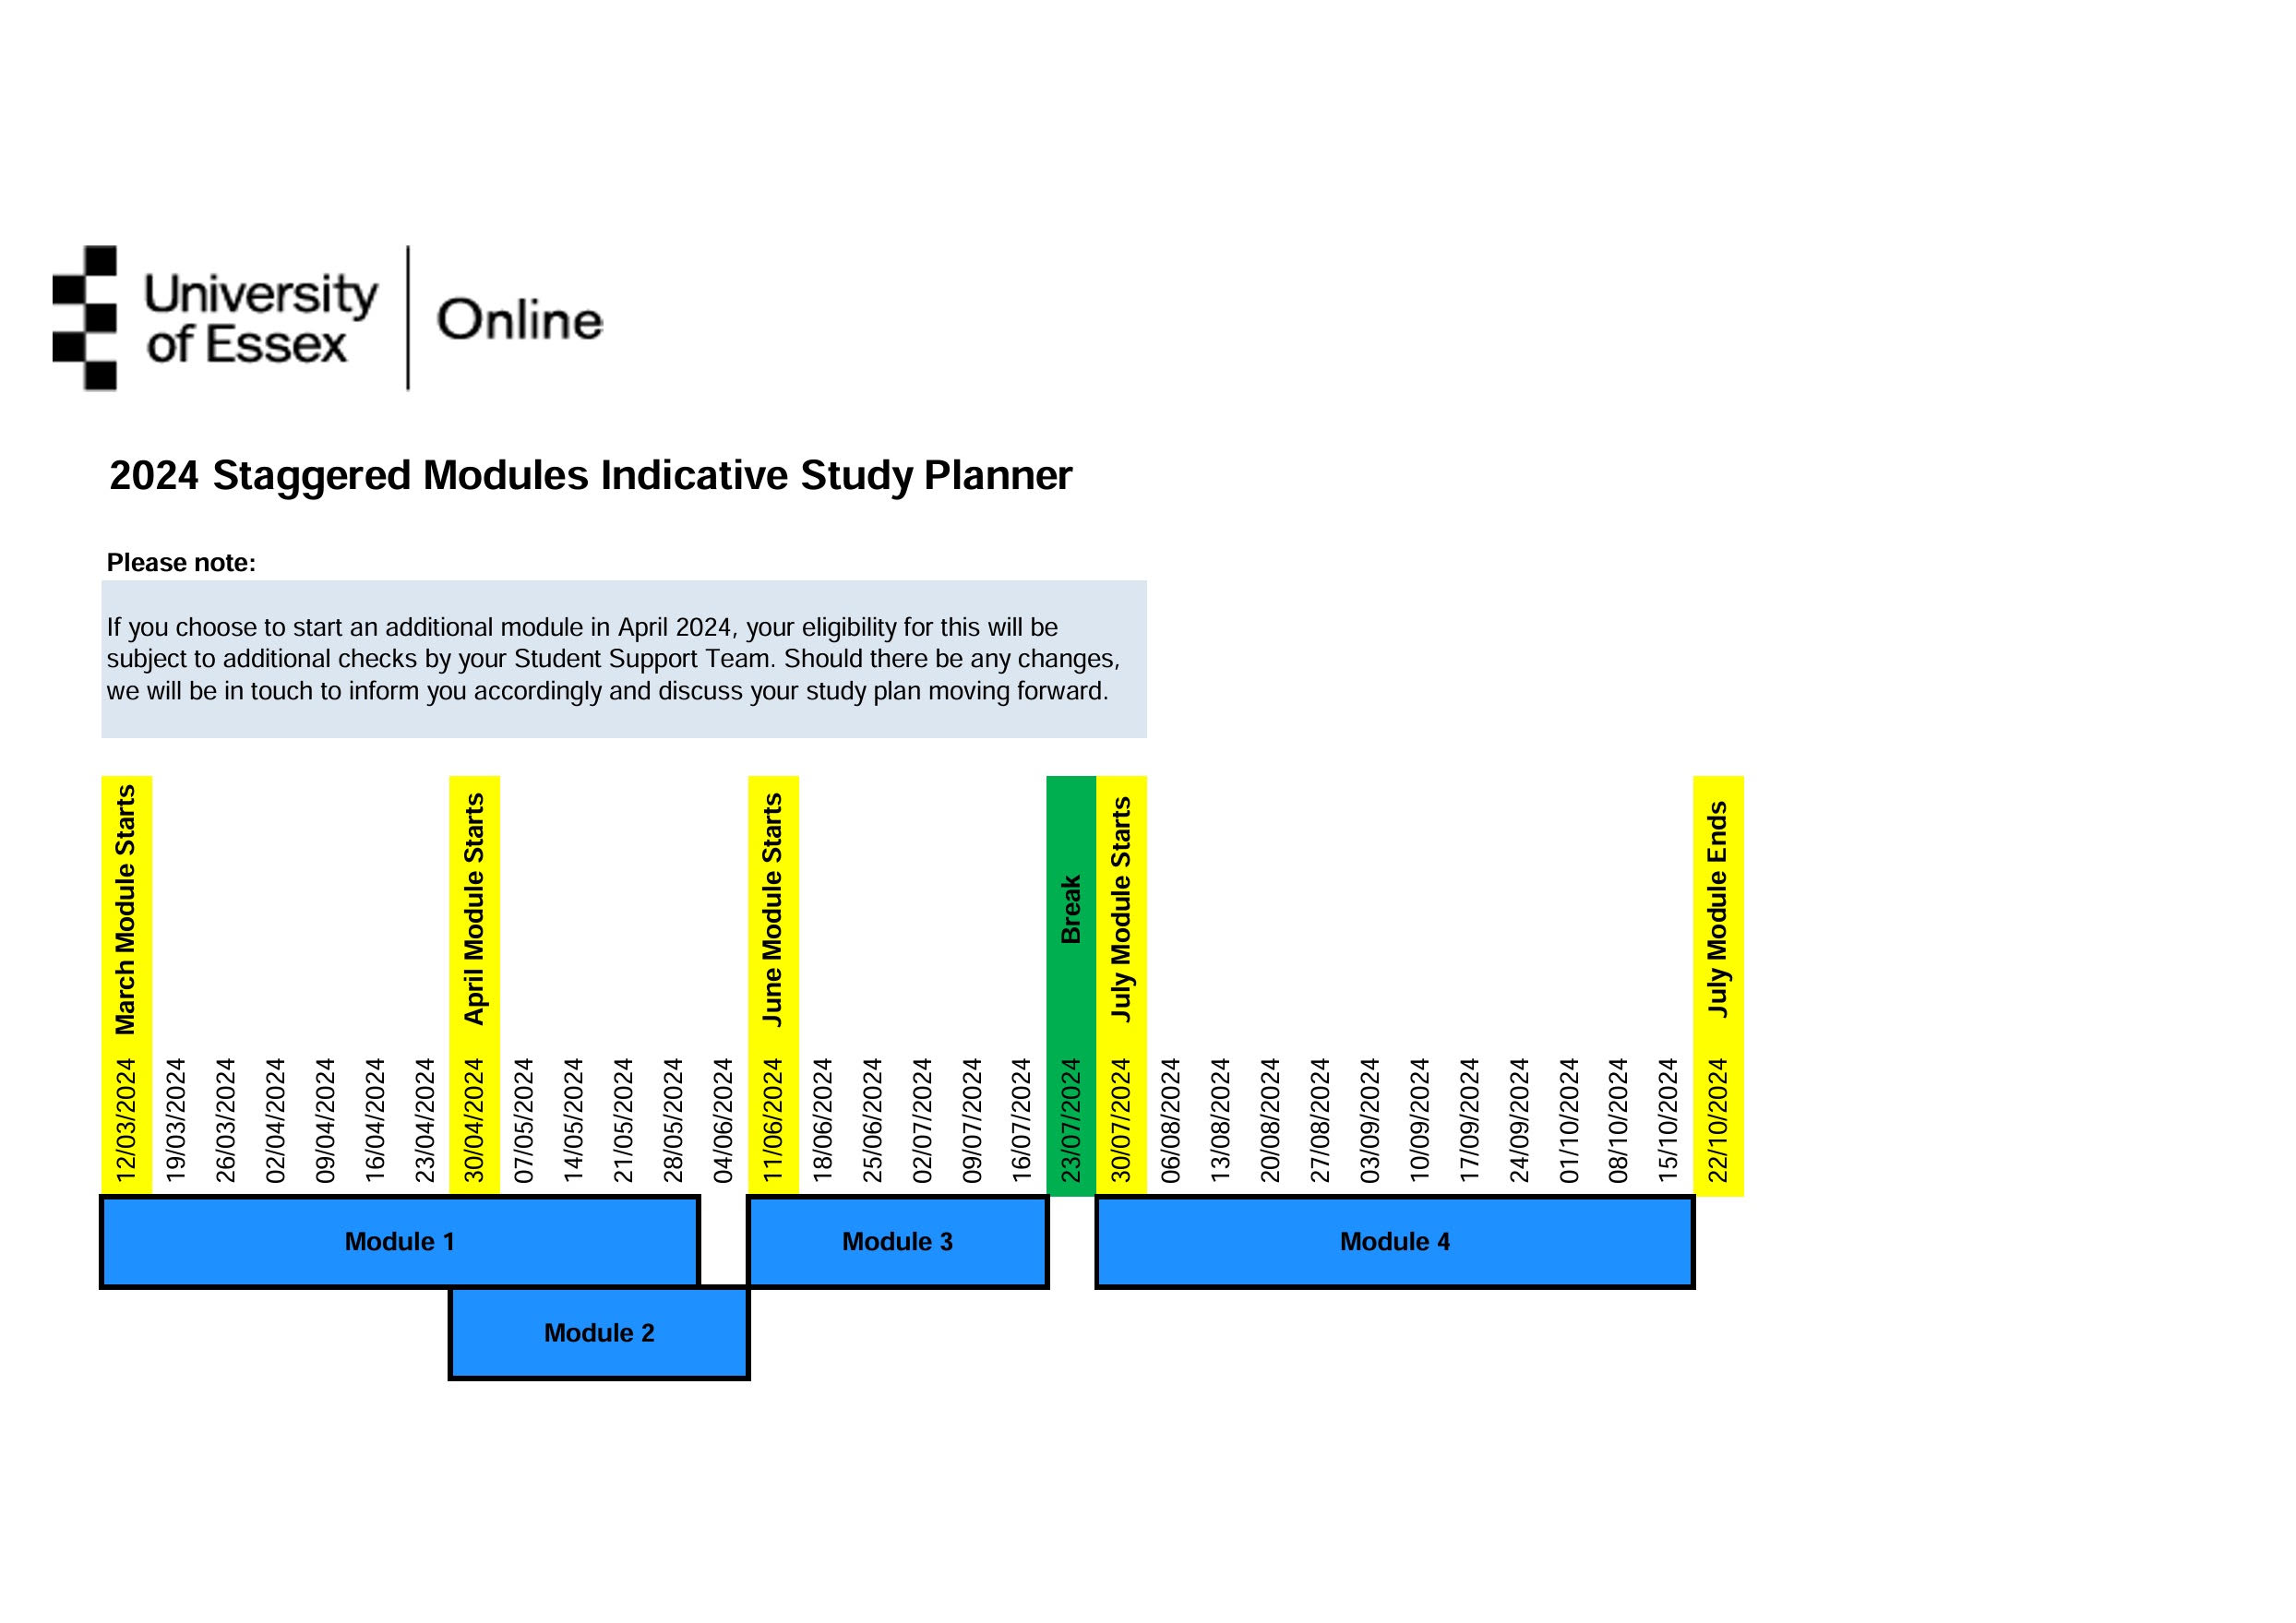 University
of Essex
Online
2024 Staggered Modules Indicative Study Planner
Please note:
If you choose to start an additional module in April 2024, your eligibility for this will be
subject to additional checks by your Student Support Team. Should there be any changes,
we will be in touch to inform you accordingly and discuss your study plan moving forward.
March Module Starts
April Module Starts
June Module Starts
Break
July Module Starts
July Module Ends
12/03/2024
19/03/2024
26/03/2024
02/04/2024
09/04/2024
16/04/2024
23/04/2024
30/04/2024
07/05/2024
14/05/2024
21/05/2024
28/05/2024
04/06/2024
11/06/2024
18/06/2024
25/06/2024
02/07/2024
09/07/2024
16/07/2024
23/07/2024
30/07/2024
06/08/2024
13/08/2024
20/08/2024
27/08/2024
03/09/2024
10/09/2024
17/09/2024
24/09/2024
01/10/2024
08/10/2024
15/10/2024
22/10/2024
Module 1
Module 3
Module 4
Module 2